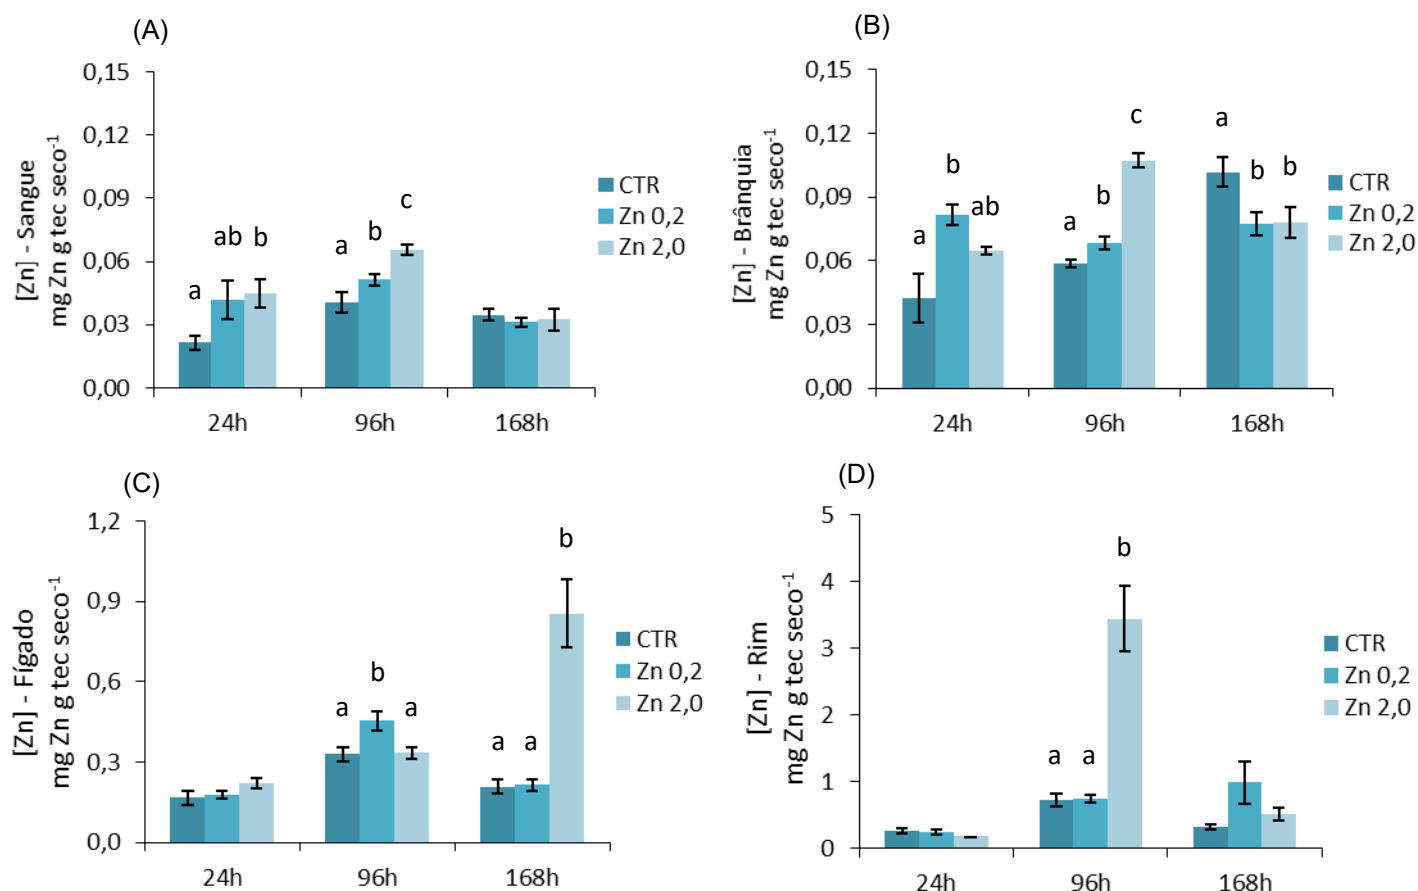 (A)
0,15
0,12
0,09
0,06
0,03
0,00
[Zn] - Sangue
mg Zn g tec seco-1
a
ab
b
a
b
c
24h
96h
168h
CTR
Zn 0,2
Zn 2,0
(B)
0,15
0,12
0,09
0,06
0,03
0,00
[Zn] - Brânquia
mg Zn g tec seco-1
a
b
ab
a
b
c
a
b
b
24h
96h
168h
CTR
Zn 0,2
Zn 2,0
(C)
1,2
0,9
0,6
0,3
0,0
[Zn] - Fígado
mg Zn g tec seco-1
a
b
a
a
a
b
24h
96h
168h
CTR
Zn 0,2
Zn 2,0
(D)
5
4
3
2
1
0
[Zn] - Rim
mg Zn g tec seco-1
a
a
b
24h
96h
168h
CTR
Zn 0,2
Zn 2,0